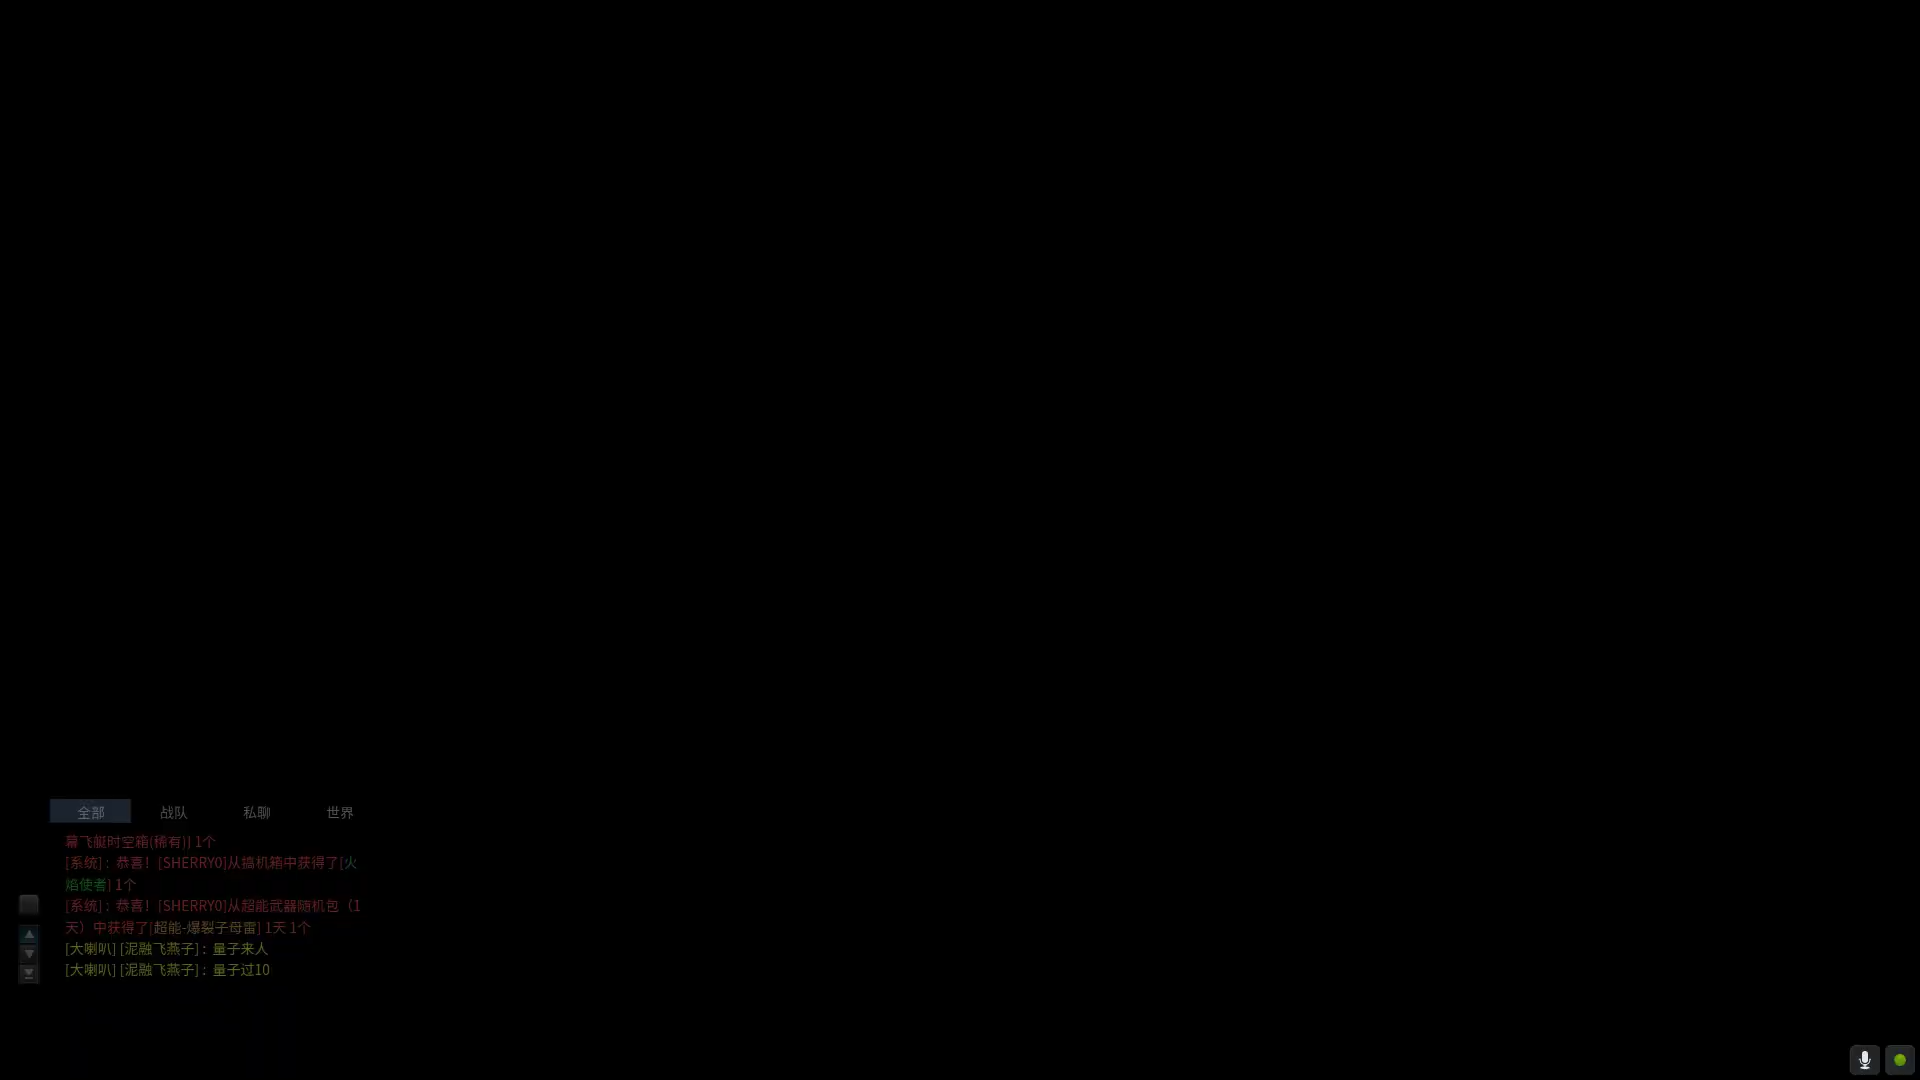 全部 战队 私聊 世界
幕飞艇时空箱(稀有)] 1个
[系统]：恭喜！[SHERRY0]从搞机箱中获得了[火
焰使者] 1个
[系统]：恭喜！[SHERRY0]从超能武器随机包（1
天）中获得了[超能-爆裂子母雷] 1天 1个
[大喇叭] [泥融飞燕子]：量子来人
[大喇叭] [泥融飞燕子]：量子过10